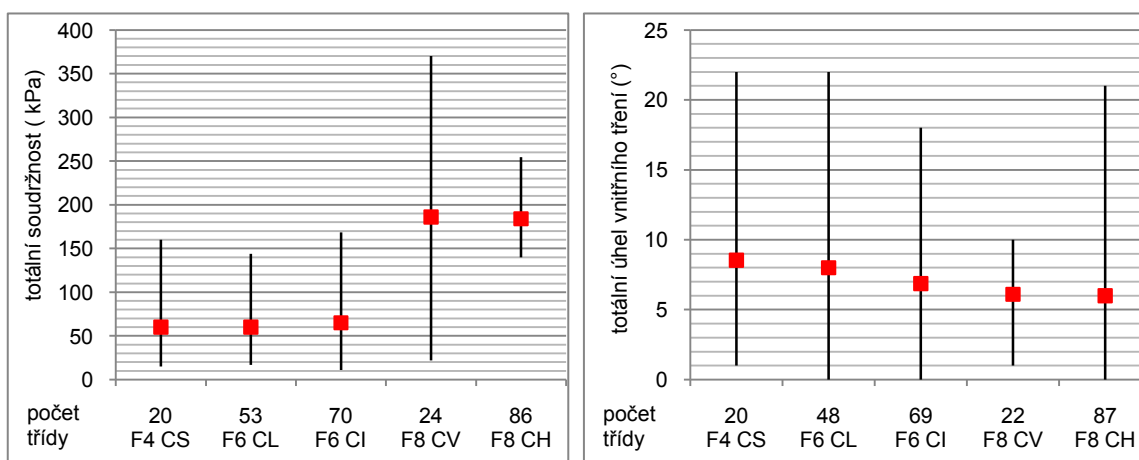 totální soudržnost ( kPa)
400
350
300
250
200
150
100
50
0
počet 20 53 70 24 86
třídy F4 CS F6 CL F6 CI F8 CV F8 CH
totální úhel vnitřního tření (°)
25
20
15
10
5
0
počet 20 48 69 22 87
třídy F4 CS F6 CL F6 CI F8 CV F8 CH